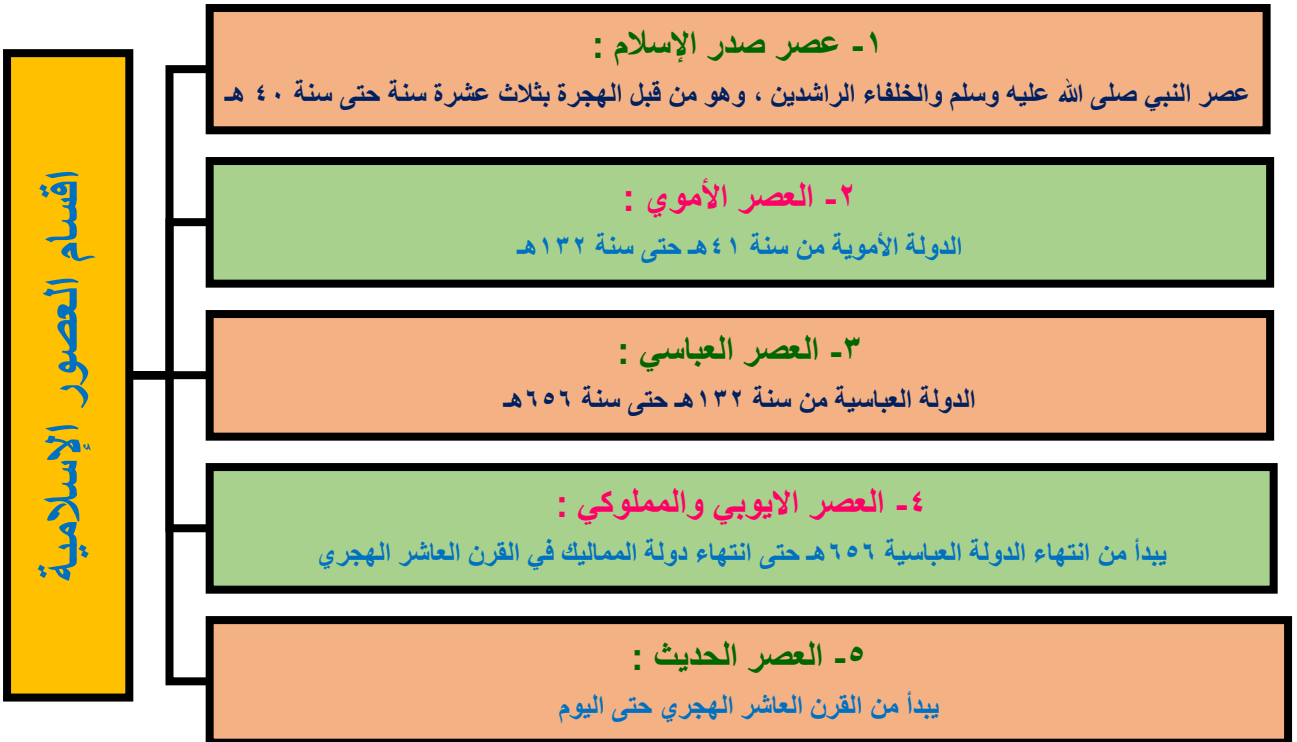 اقسام العصور الإسلامية
١- عصر صدر الإسلام :
عصر النبي صلى الله عليه وسلم والخلفاء الراشدين ، وهو من قبل الهجرة بثلاث عشرة سنة حتى سنة ٤٠ هـ
٢- العصر الأموي :
الدولة الأموية من سنة ٤١هـ حتى سنة ١٣٢هـ
٣- العصر العباسي :
الدولة العباسية من سنة ١٣٢هـ حتى سنة ٦٥٦هـ
٤- العصر الايوبي والمملوكي :
يبدأ من انتهاء الدولة العباسية ٦٥٦هـ حتى انتهاء دولة المماليك في القرن العاشر الهجري
٥- العصر الحديث :
يبدأ من القرن العاشر الهجري حتى اليوم